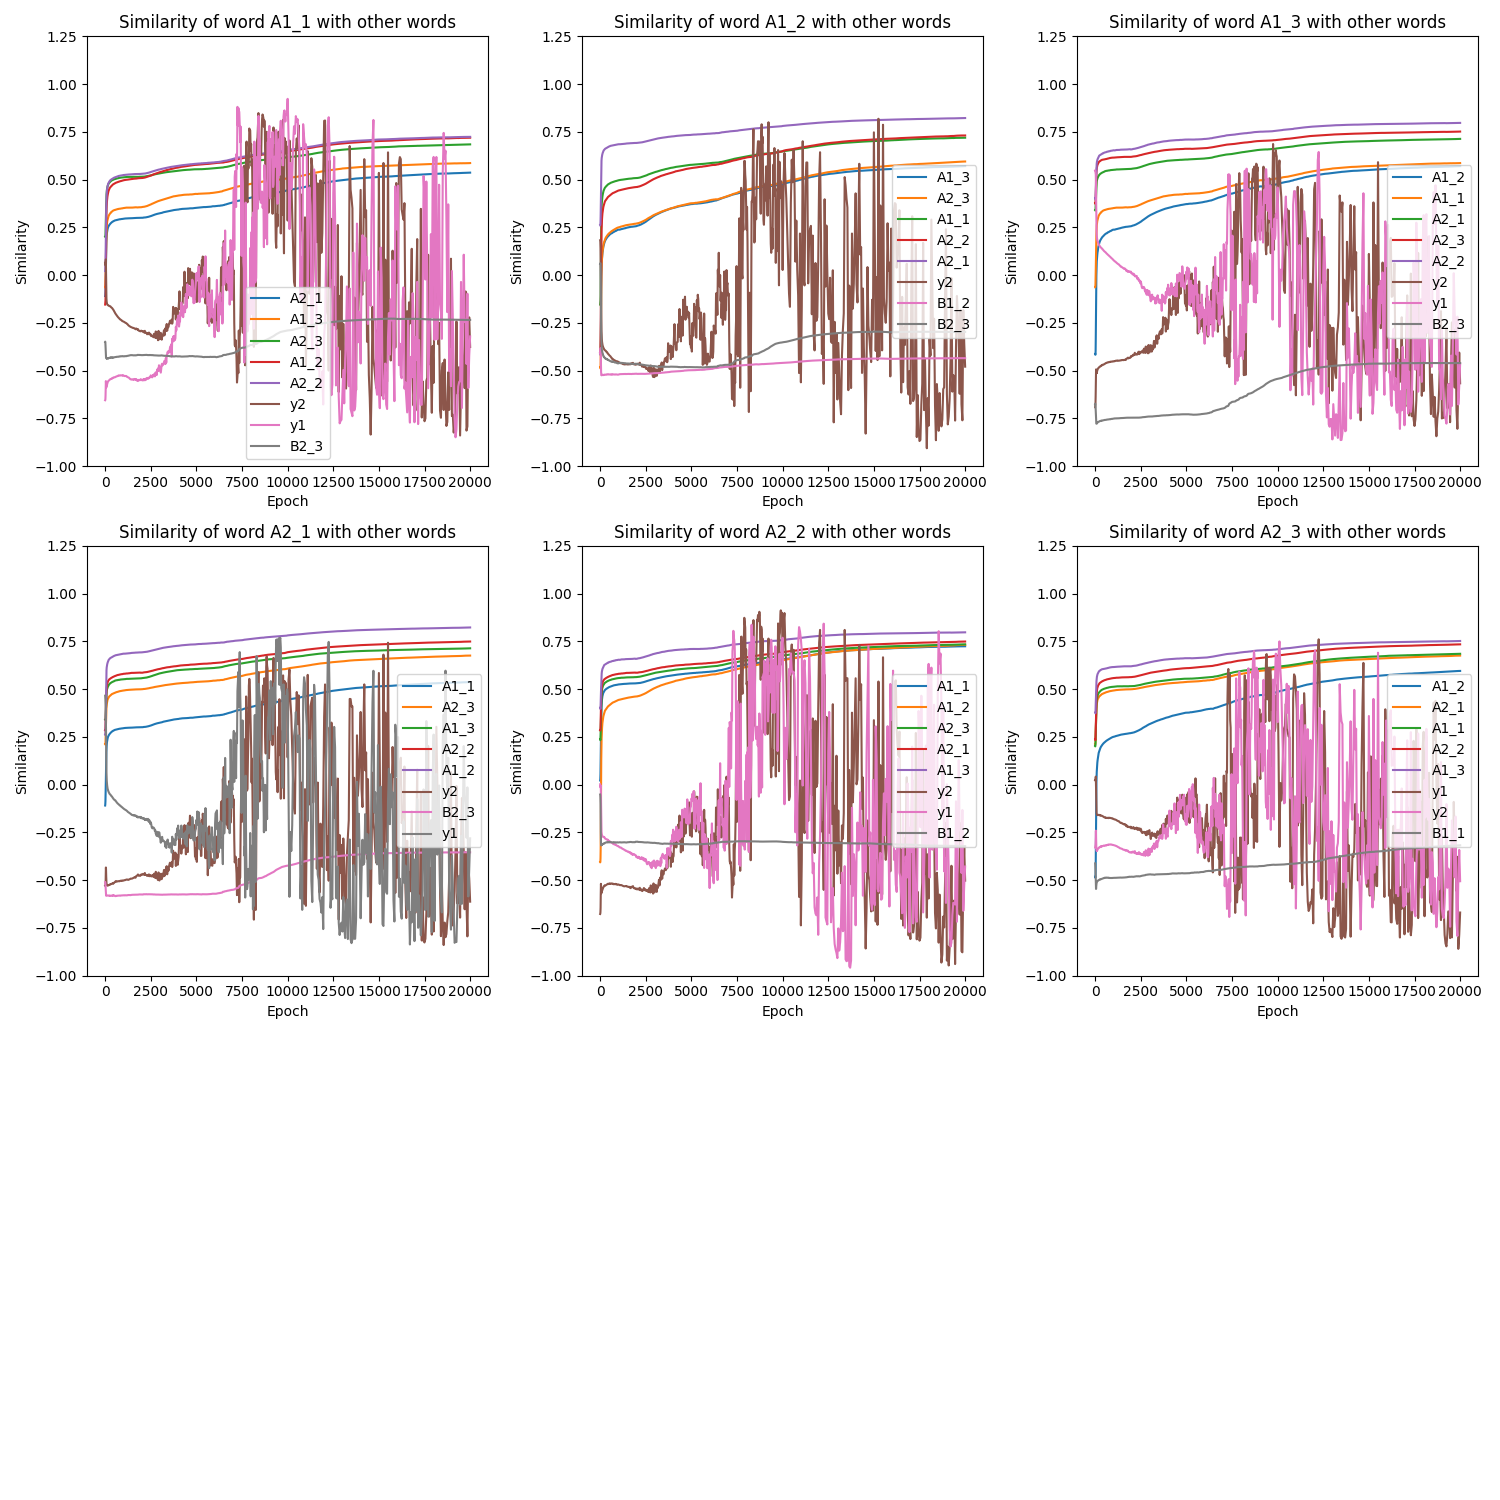 Similarity of word A1_1 with other words
1.25
1.00
0.75
0.50
0.25
0.00
−0.25
−0.50
−0.75
−1.00
Similarity
0 2500 5000 7500 10000 12500 15000 17500 20000
Epoch
A2_1
A1_3
A2_3
A1_2
A2_2
y2
y1
B2_3
Similarity of word A1_2 with other words
1.25
1.00
0.75
0.50
0.25
0.00
−0.25
−0.50
−0.75
−1.00
Similarity
0 2500 5000 7500 10000 12500 15000 17500 20000
Epoch
A1_3
A2_3
A1_1
A2_2
A2_1
y2
B1_2
B2_3
Similarity of word A1_3 with other words
1.25
1.00
0.75
0.50
0.25
0.00
−0.25
−0.50
−0.75
−1.00
Similarity
0 2500 5000 7500 10000 12500 15000 17500 20000
Epoch
A1_2
A1_1
A2_1
A2_3
A2_2
y2
y1
B2_3
Similarity of word A2_1 with other words
1.25
1.00
0.75
0.50
0.25
0.00
−0.25
−0.50
−0.75
−1.00
Similarity
0 2500 5000 7500 10000 12500 15000 17500 20000
Epoch
A1_1
A2_3
A1_3
A2_2
A1_2
y2
B2_3
y1
Similarity of word A2_2 with other words
1.25
1.00
0.75
0.50
0.25
0.00
−0.25
−0.50
−0.75
−1.00
Similarity
0 2500 5000 7500 10000 12500 15000 17500 20000
Epoch
A1_1
A1_2
A2_3
A2_1
A1_3
y2
y1
B1_2
Similarity of word A2_3 with other words
1.25
1.00
0.75
0.50
0.25
0.00
−0.25
−0.50
−0.75
−1.00
Similarity
0 2500 5000 7500 10000 12500 15000 17500 20000
Epoch
A1_2
A2_1
A1_1
A2_2
A1_3
y1
y2
B1_1